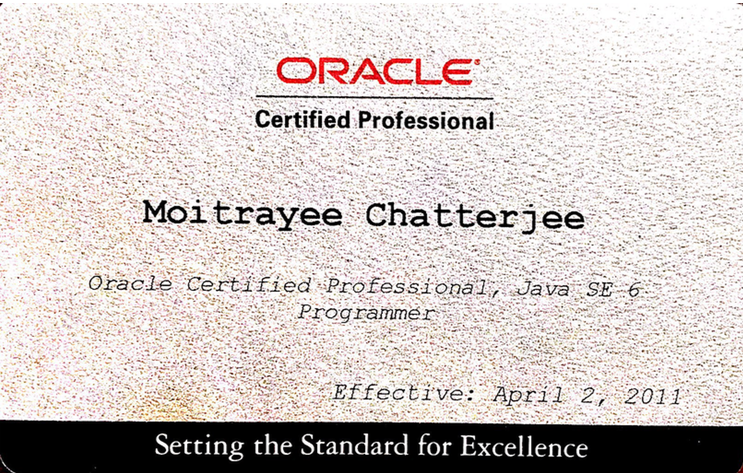 ORACLE®
Certified Professional
Moitrayee Chatterjee
Oracle Certified Professional, Java SE 6
Programmer
Effective: April 2, 2011
Setting the Standard for Excellence